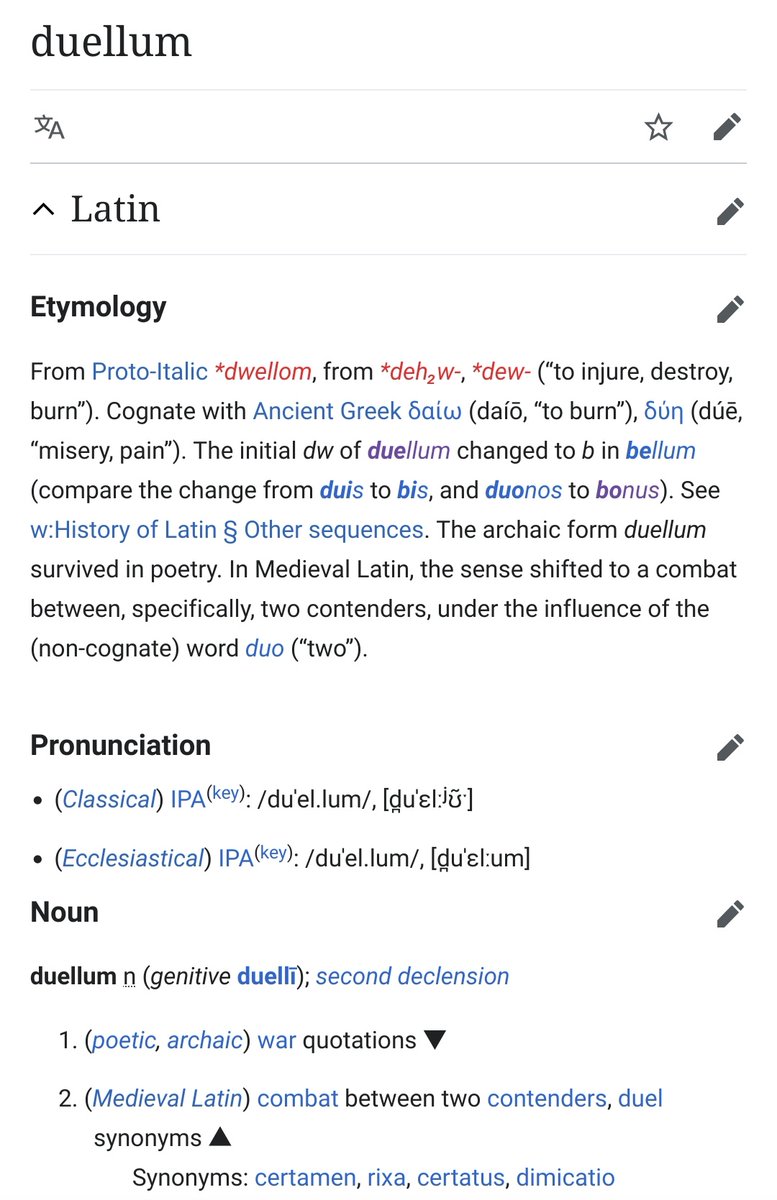 duellum
文A
Latin
Etymology
From Proto-Italic *dwellom, from *deh₂w-, *dew- (“to injure, destroy,
burn”). Cognate with Ancient Greek δαίω (daíō, “to burn”), δύη (dúē,
“misery, pain”). The initial dw of duellum changed to b in bellum
(compare the change from duis to bis, and duonos to bonus). See
w:History of Latin § Other sequences. The archaic form duellum
survived in poetry. In Medieval Latin, the sense shifted to a combat
between, specifically, two contenders, under the influence of the
(non-cognate) word duo (“two”).
Pronunciation
• (Classical) IPA(key): /duˈel.lum/, [d̪uˈɛlːʲʊ̃ˑ]
• (Ecclesiastical) IPA(key): /duˈel.lum/, [d̪uˈɛlːum]
Noun
duellum n (genitive duellī); second declension
1. (poetic, archaic) war quotations ▼
2. (Medieval Latin) combat between two contenders, duel
synonyms ▲
Synonyms: certamen, rixa, certatus, dimicatio